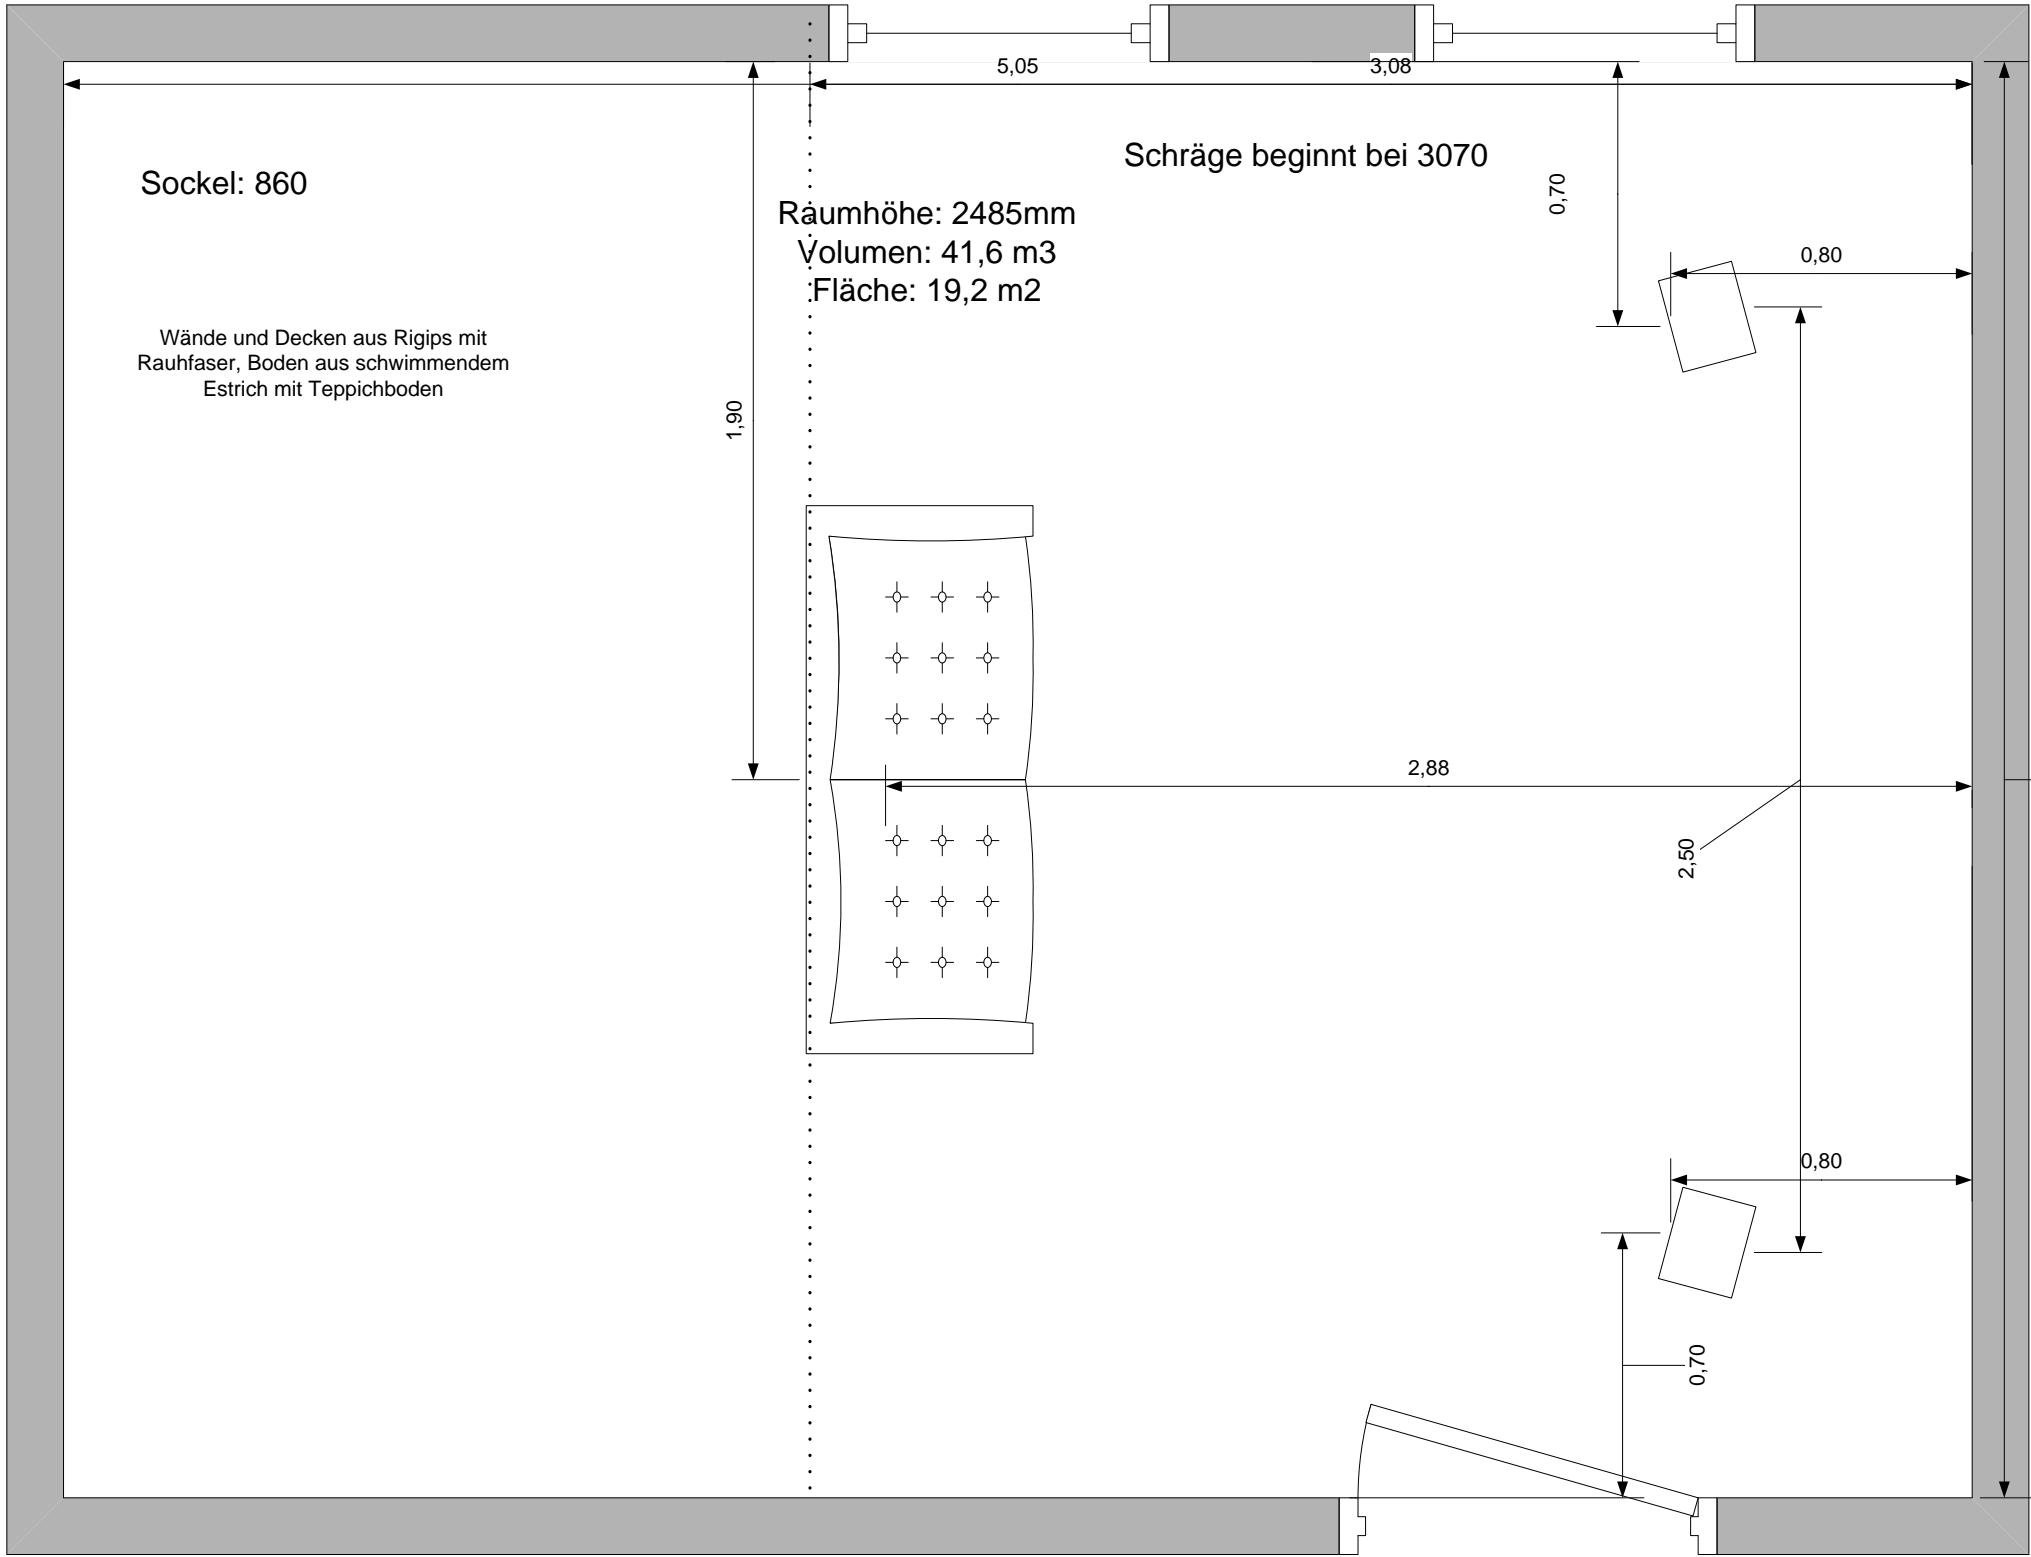 5,05
3,08
Schräge beginnt bei 3070
Sockel: 860
0,70
Raumhöhe: 2485mm
Volumen: 41,6 m3
Fläche: 19,2 m2
0,80
Wände und Decken aus Rigips mit
Rauhfaser, Boden aus schwimmendem
Estrich mit Teppichboden
1,90
2,88
2,50
0,80
0,70